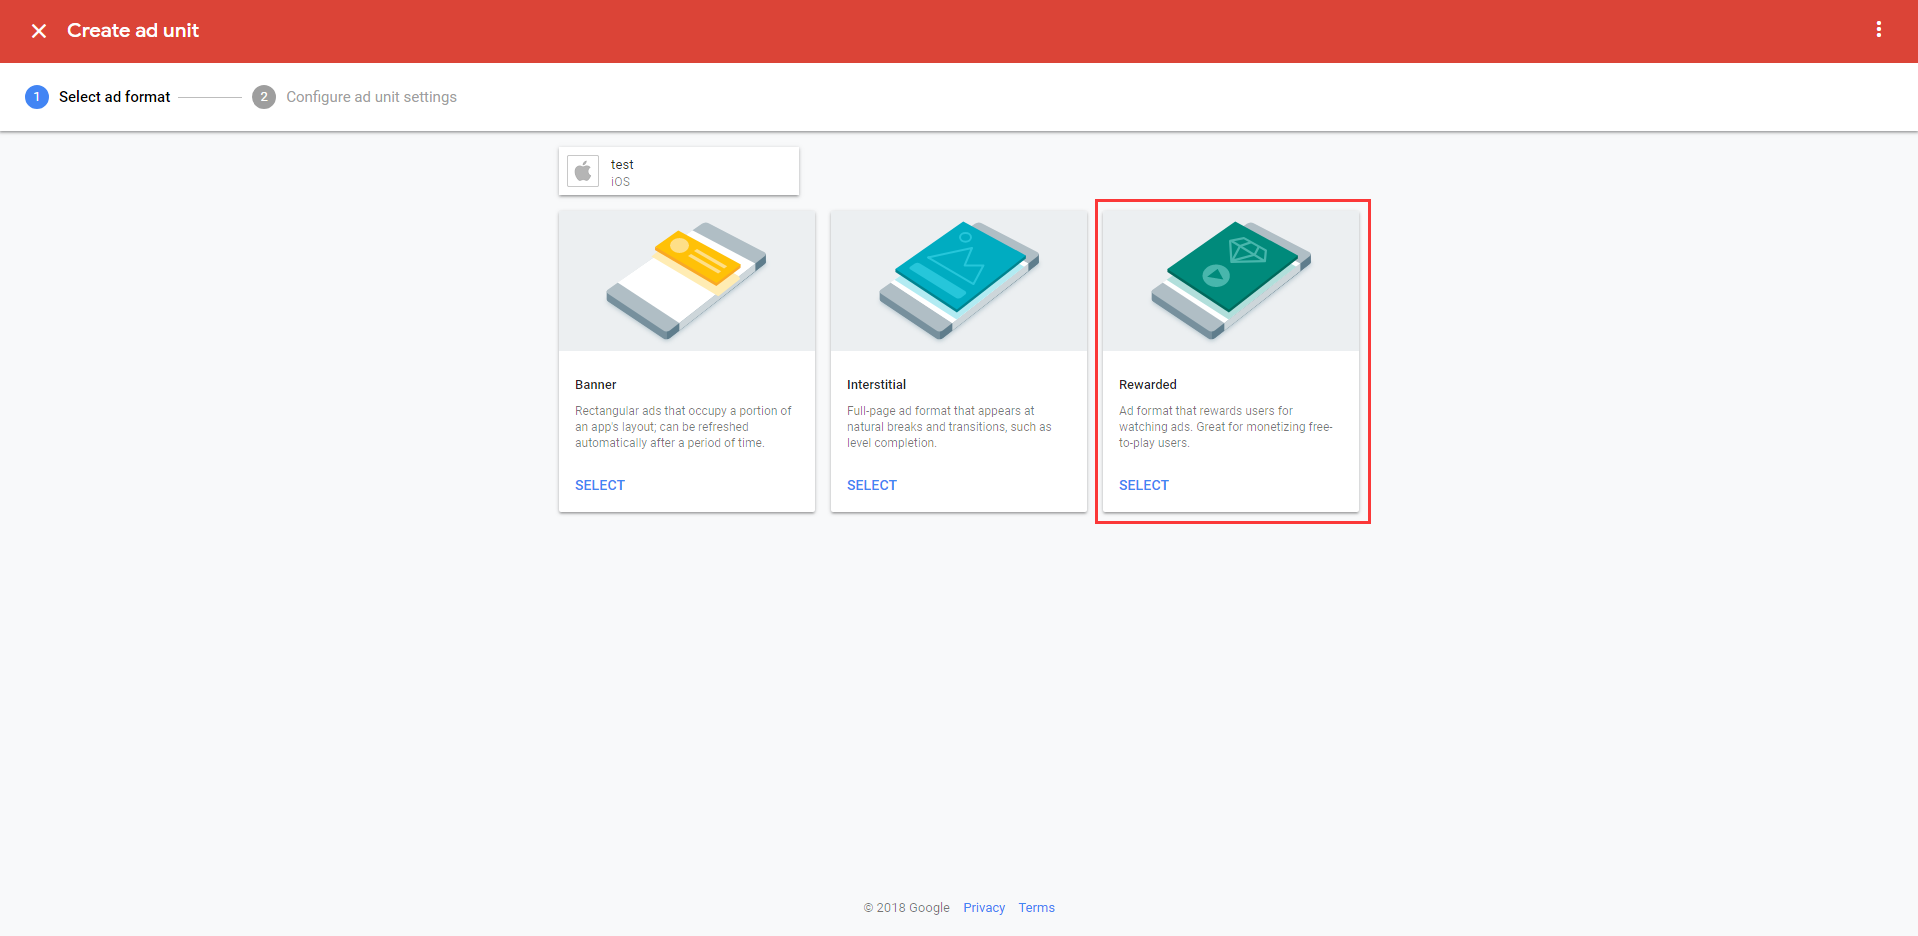 Create ad unit
1 Select ad format 2 Configure ad unit settings
test
iOS
Banner
Rectangular ads that occupy a portion of
an app's layout; can be refreshed
automatically after a period of time.
SELECT
Interstitial
Full-page ad format that appears at
natural breaks and transitions, such as
level completion.
SELECT
Rewarded
Ad format that rewards users for
watching ads. Great for monetizing free-
to-play users.
SELECT
© 2018 Google Privacy Terms